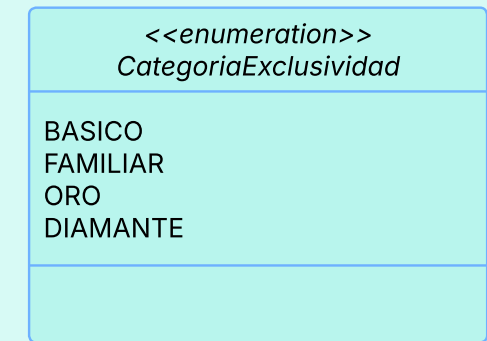 <<enumeration>>
CategoriaExclusividad
BASICO
FAMILIAR
ORO
DIAMANTE